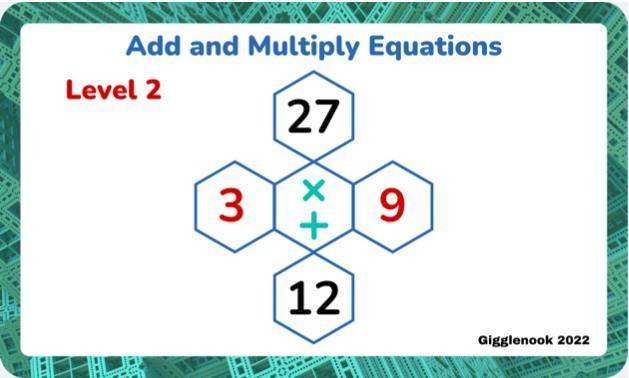 Add and Multiply Equations
Level 2
27
×
3 9
+
12
Gigglenook 2022